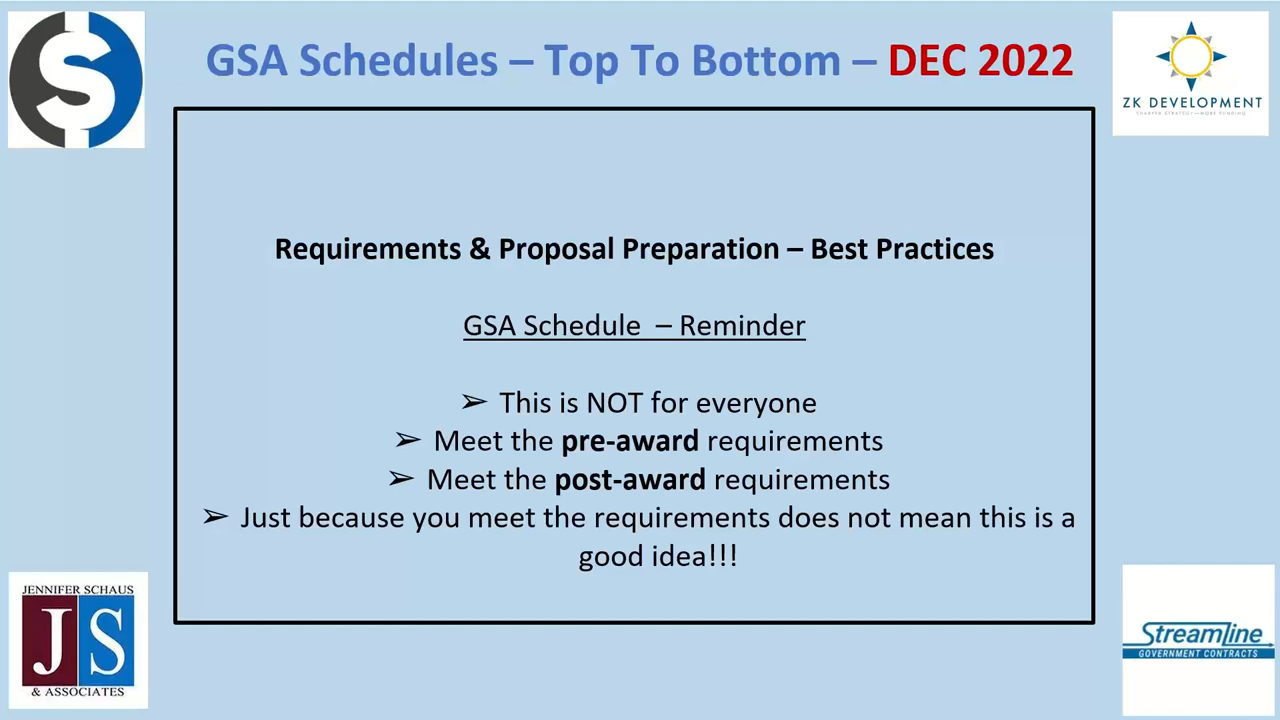 GSA Schedules – Top To Bottom – DEC 2022
ZK DEVELOPMENT
Requirements & Proposal Preparation – Best Practices
GSA Schedule – Reminder
➢ This is NOT for everyone
➢ Meet the pre-award requirements
➢ Meet the post-award requirements
➢ Just because you meet the requirements does not mean this is a
good idea!!!
JENNIFER SCHAUS
JS
& ASSOCIATES
Streamline
GOVERNMENT CONTRACTS